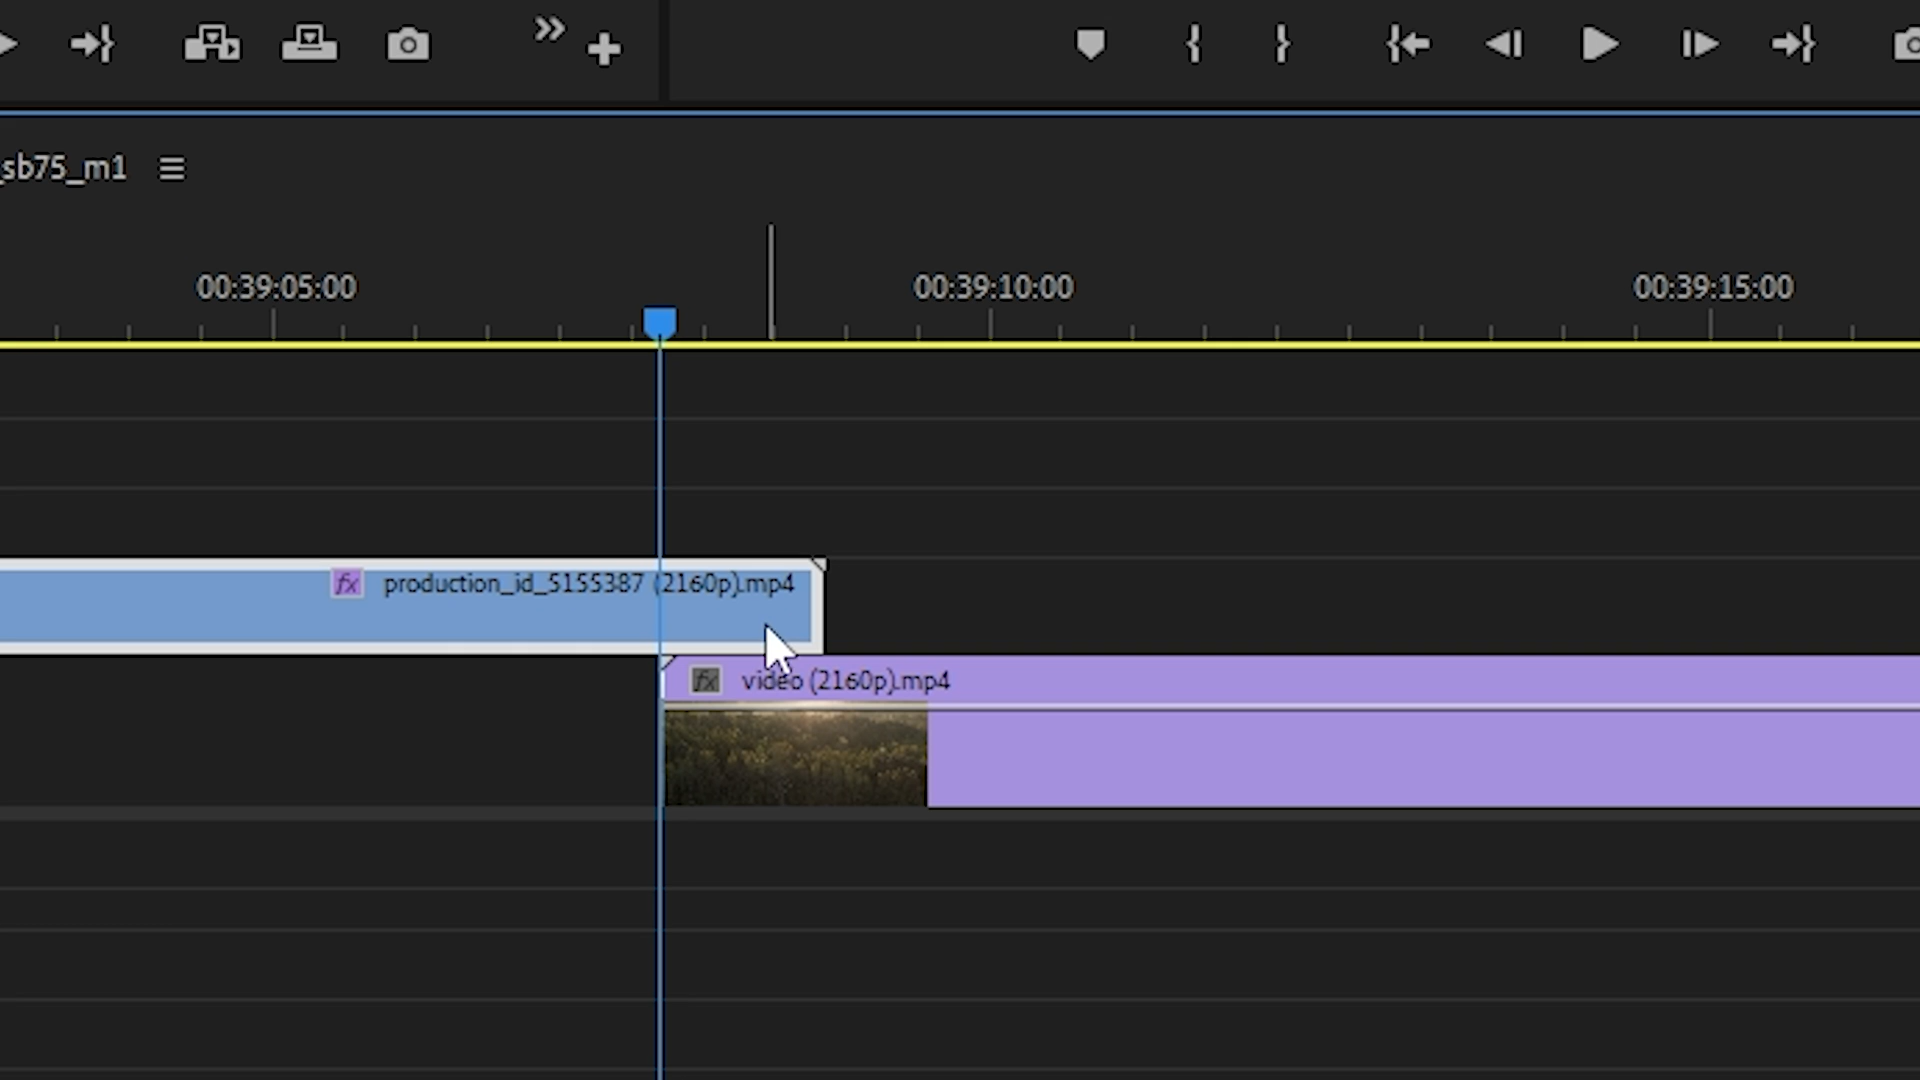 _sb75_m1
00:39:05:00 00:39:10:00 00:39:15:00
fx production_id_5155387 (2160p).mp4
fx video (2160p).mp4